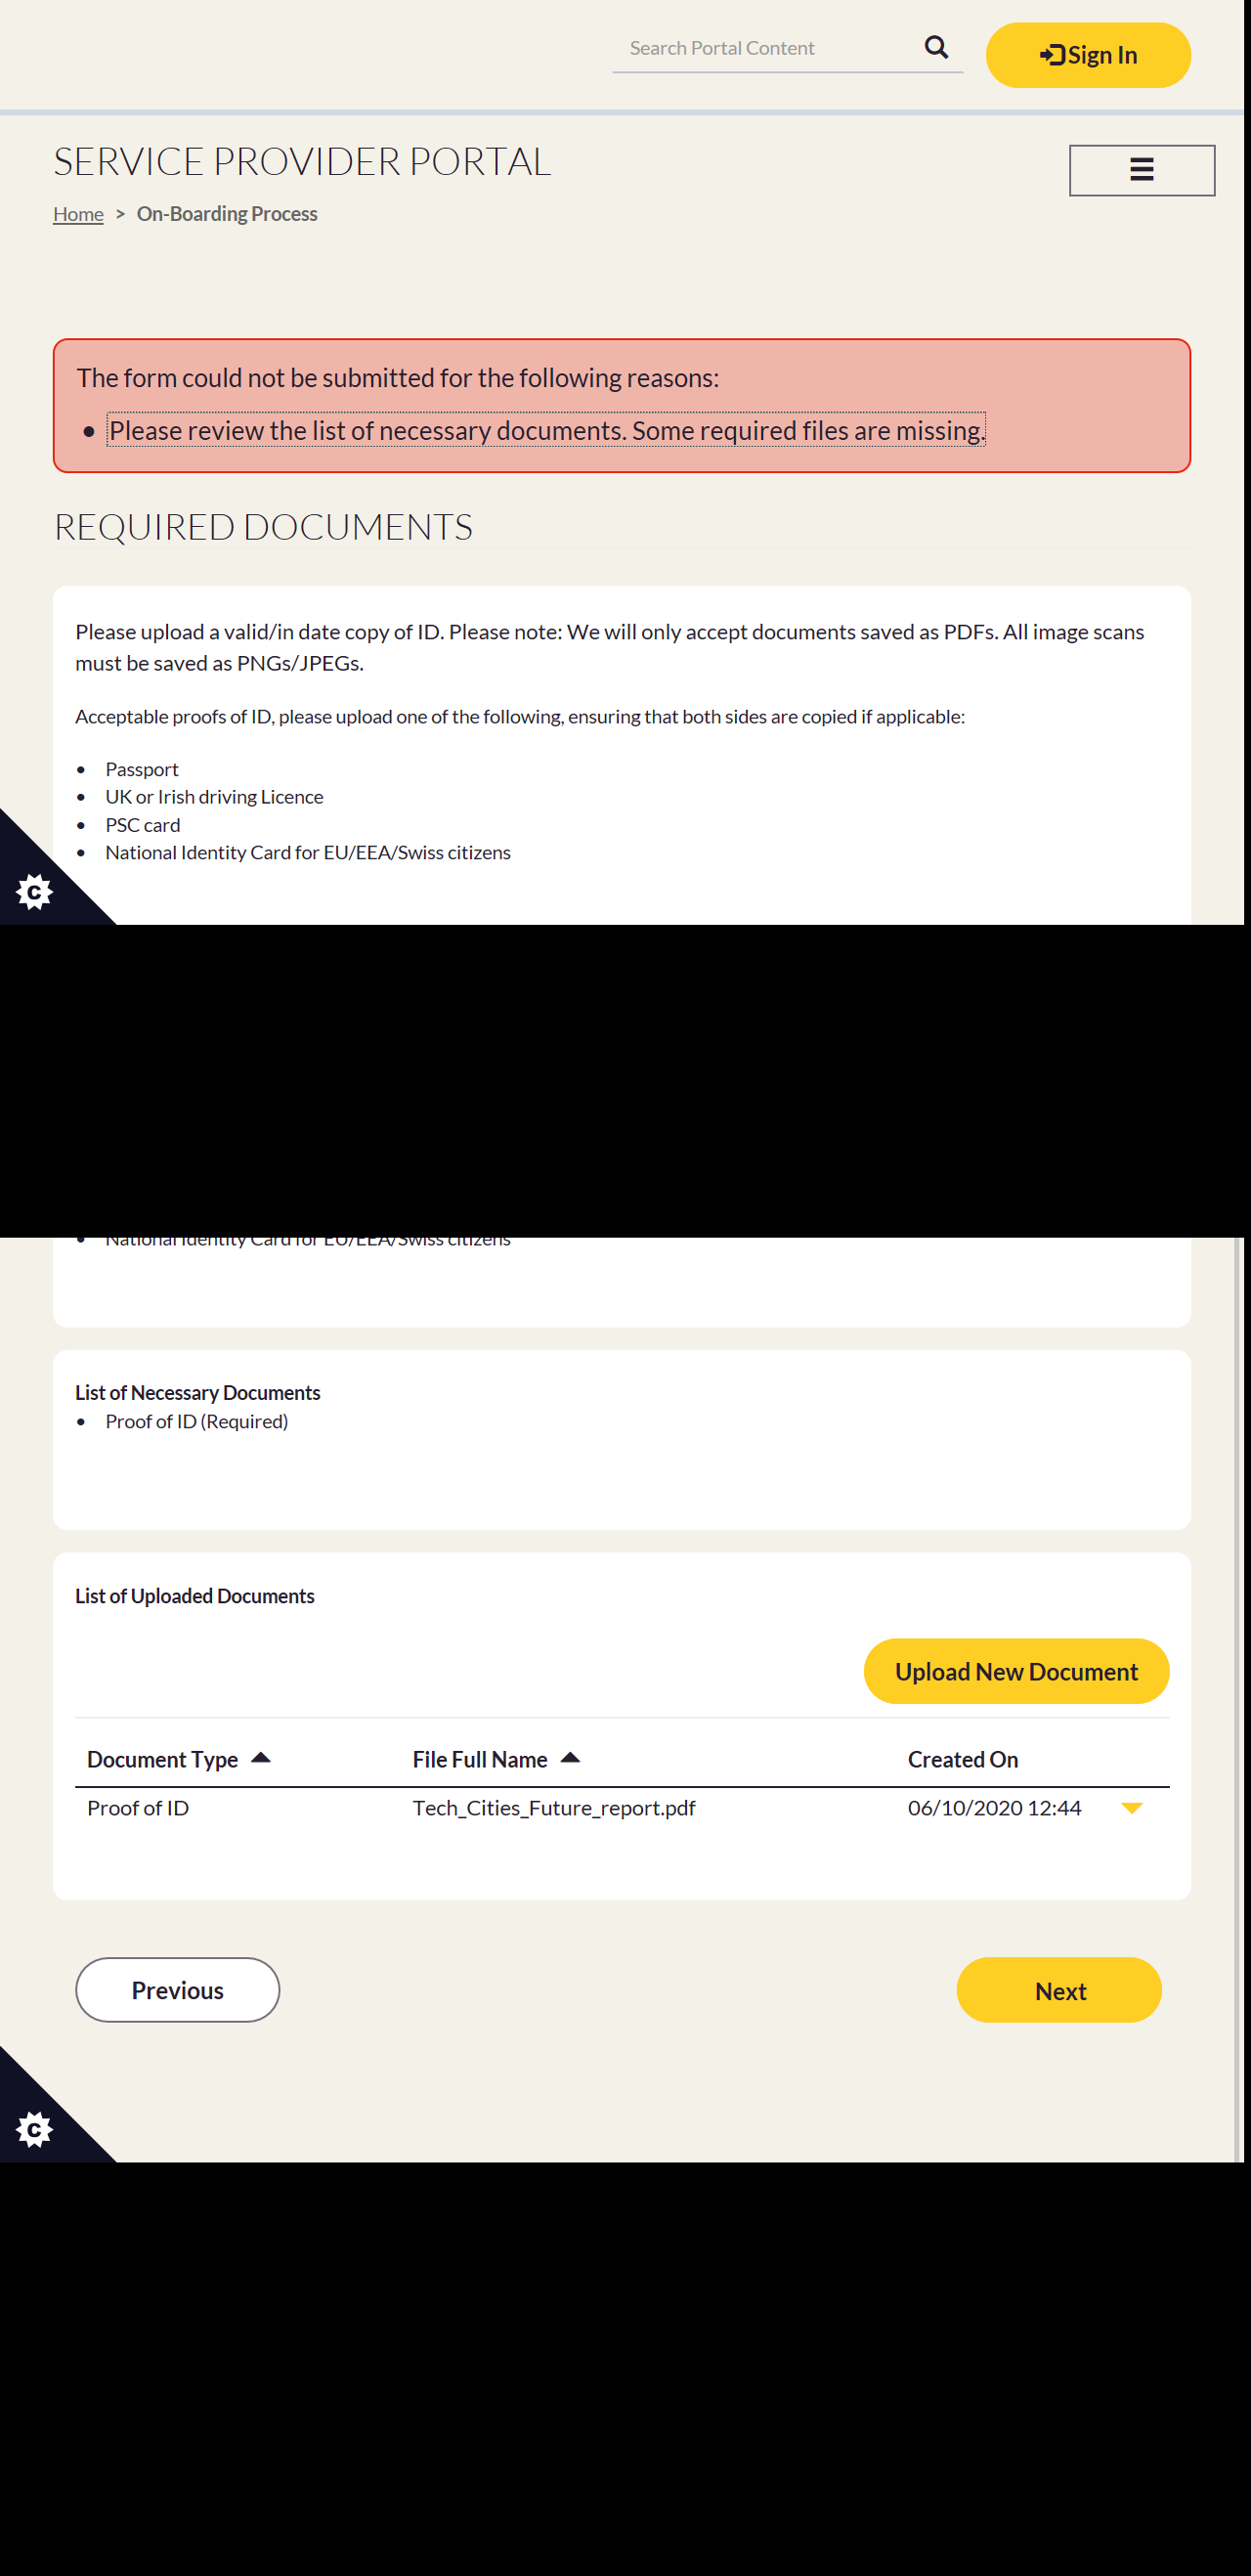 Search Portal Content
Sign In
SERVICE PROVIDER PORTAL
Home > On-Boarding Process
The form could not be submitted for the following reasons:
• Please review the list of necessary documents. Some required files are missing.
REQUIRED DOCUMENTS
Please upload a valid/in date copy of ID. Please note: We will only accept documents saved as PDFs. All image scans
must be saved as PNGs/JPEGs.
Acceptable proofs of ID, please upload one of the following, ensuring that both sides are copied if applicable:
• Passport
• UK or Irish driving Licence
• PSC card
• National Identity Card for EU/EEA/Swiss citizens
C
• National Identity Card for EU/EEA/Swiss citizens
List of Necessary Documents
• Proof of ID (Required)
List of Uploaded Documents
Upload New Document
Document Type File Full Name Created On
Proof of ID Tech_Cities_Future_report.pdf 06/10/2020 12:44
Previous Next
C